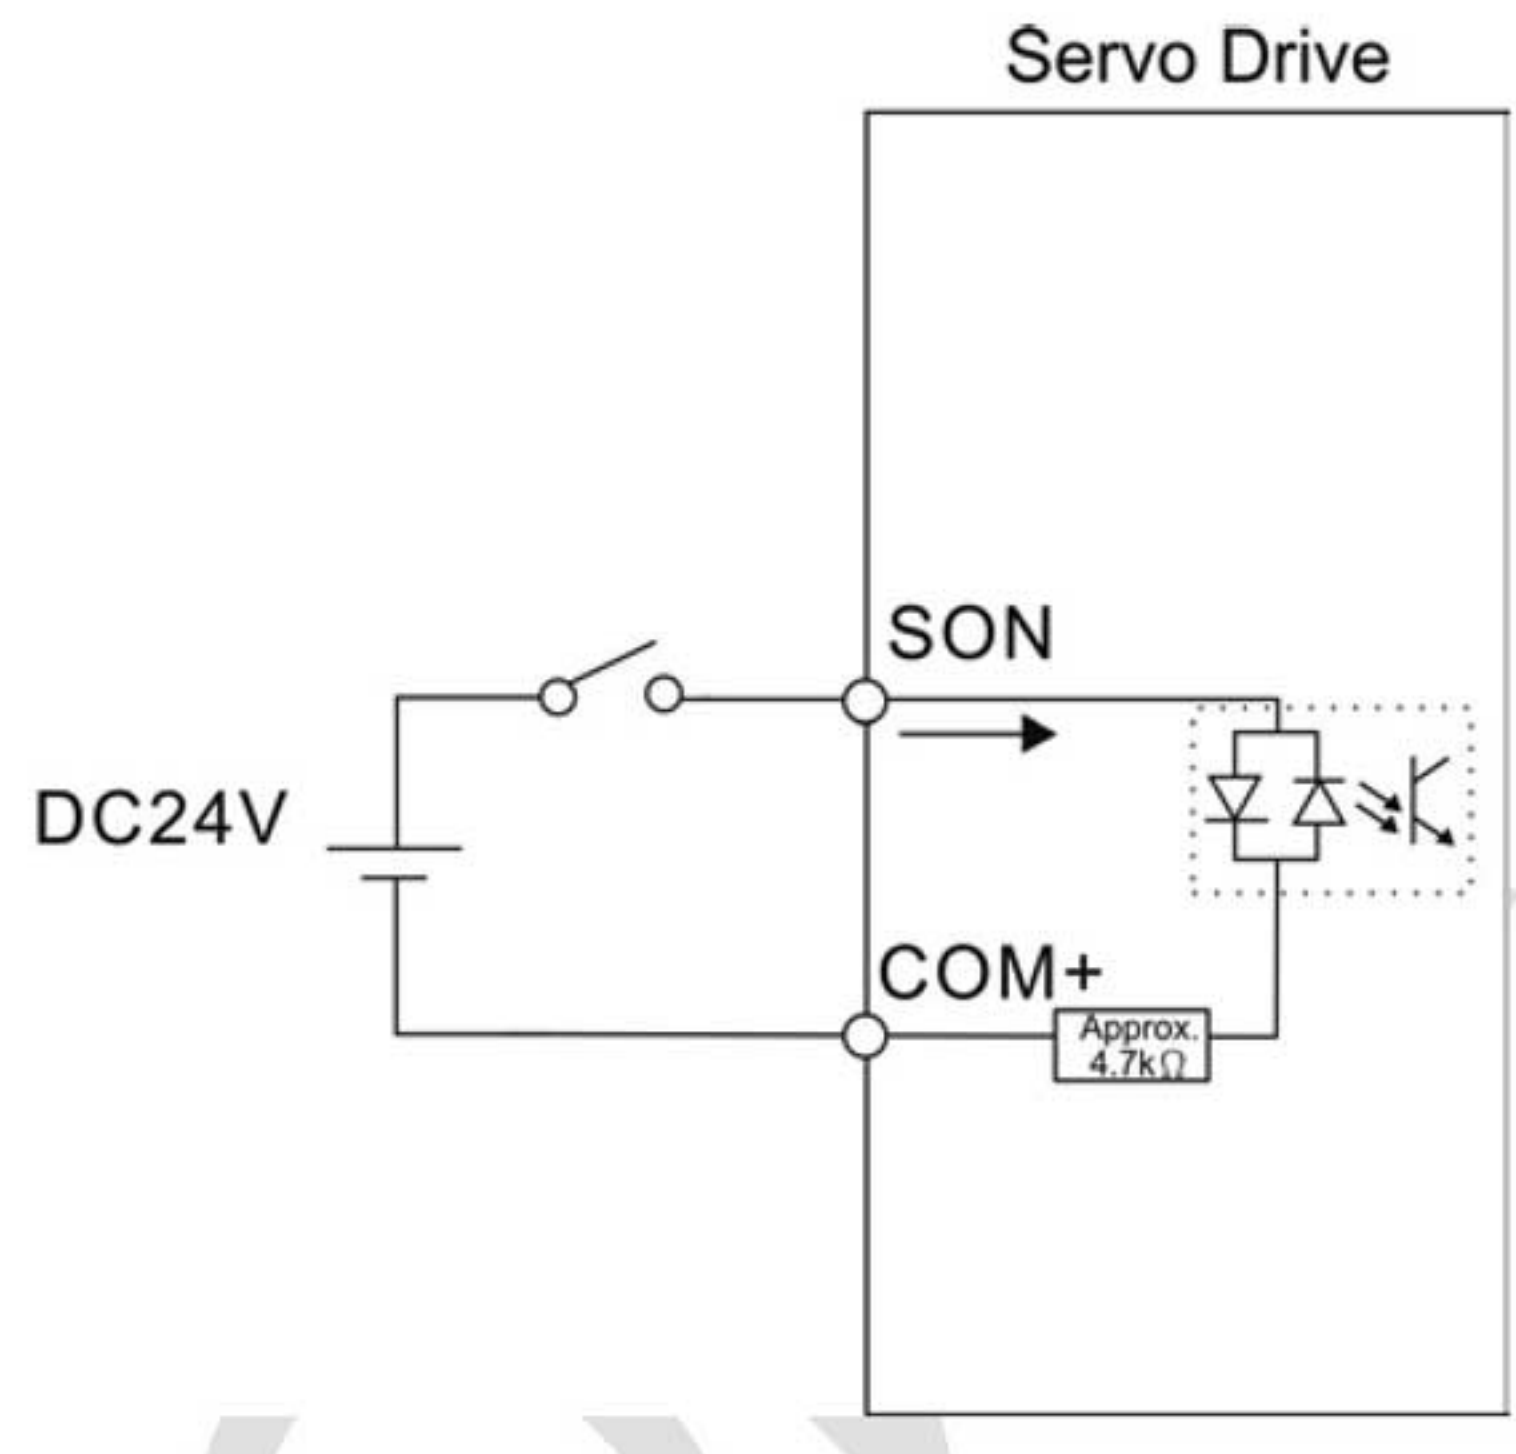 Servo Drive
SON
DC24V
COM+
Approx.
4.7kΩ